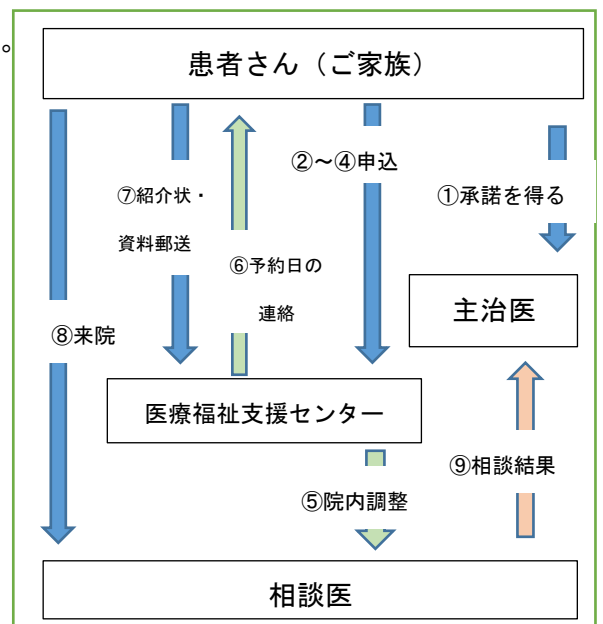 。
患者さん（ご家族）
②～④申込
⑦紹介状・
資料郵送
①承諾を得る
⑥予約日の
連絡
主治医
⑧来院
医療福祉支援センター
⑨相談結果
⑤院内調整
相談医